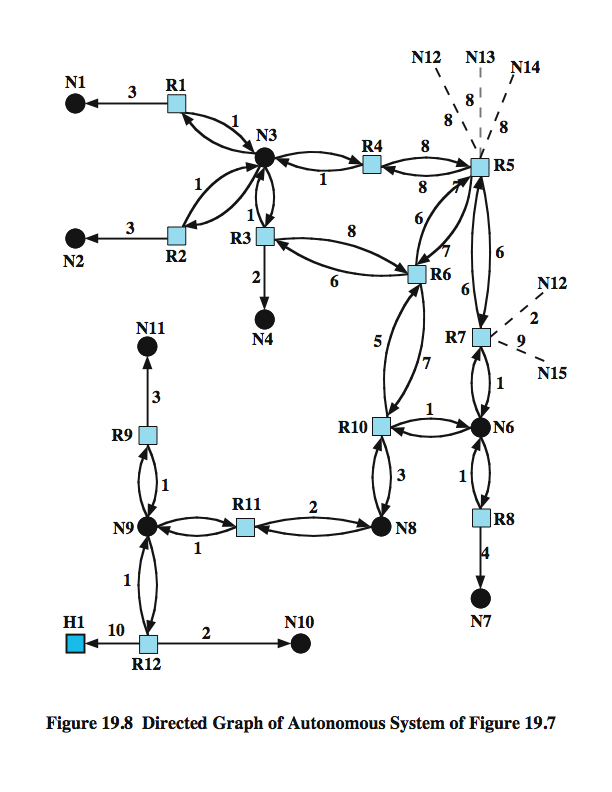 N12 N13 N14
N1 3 R1
8 8 8
1
N3 R4 8 R5
1 8 7
1
N2 3 R2
1 R3 8 6 7 6
2 6 R6 6
N4
N12
2
R7 9
N15
N11
5 7 1
3
R9
R10 1 N6
1
3 1
R11 2
N9 1 N8
R8
4
1
N7
H1 10 R12 2 N10
Figure 19.8 Directed Graph of Autonomous System of Figure 19.7